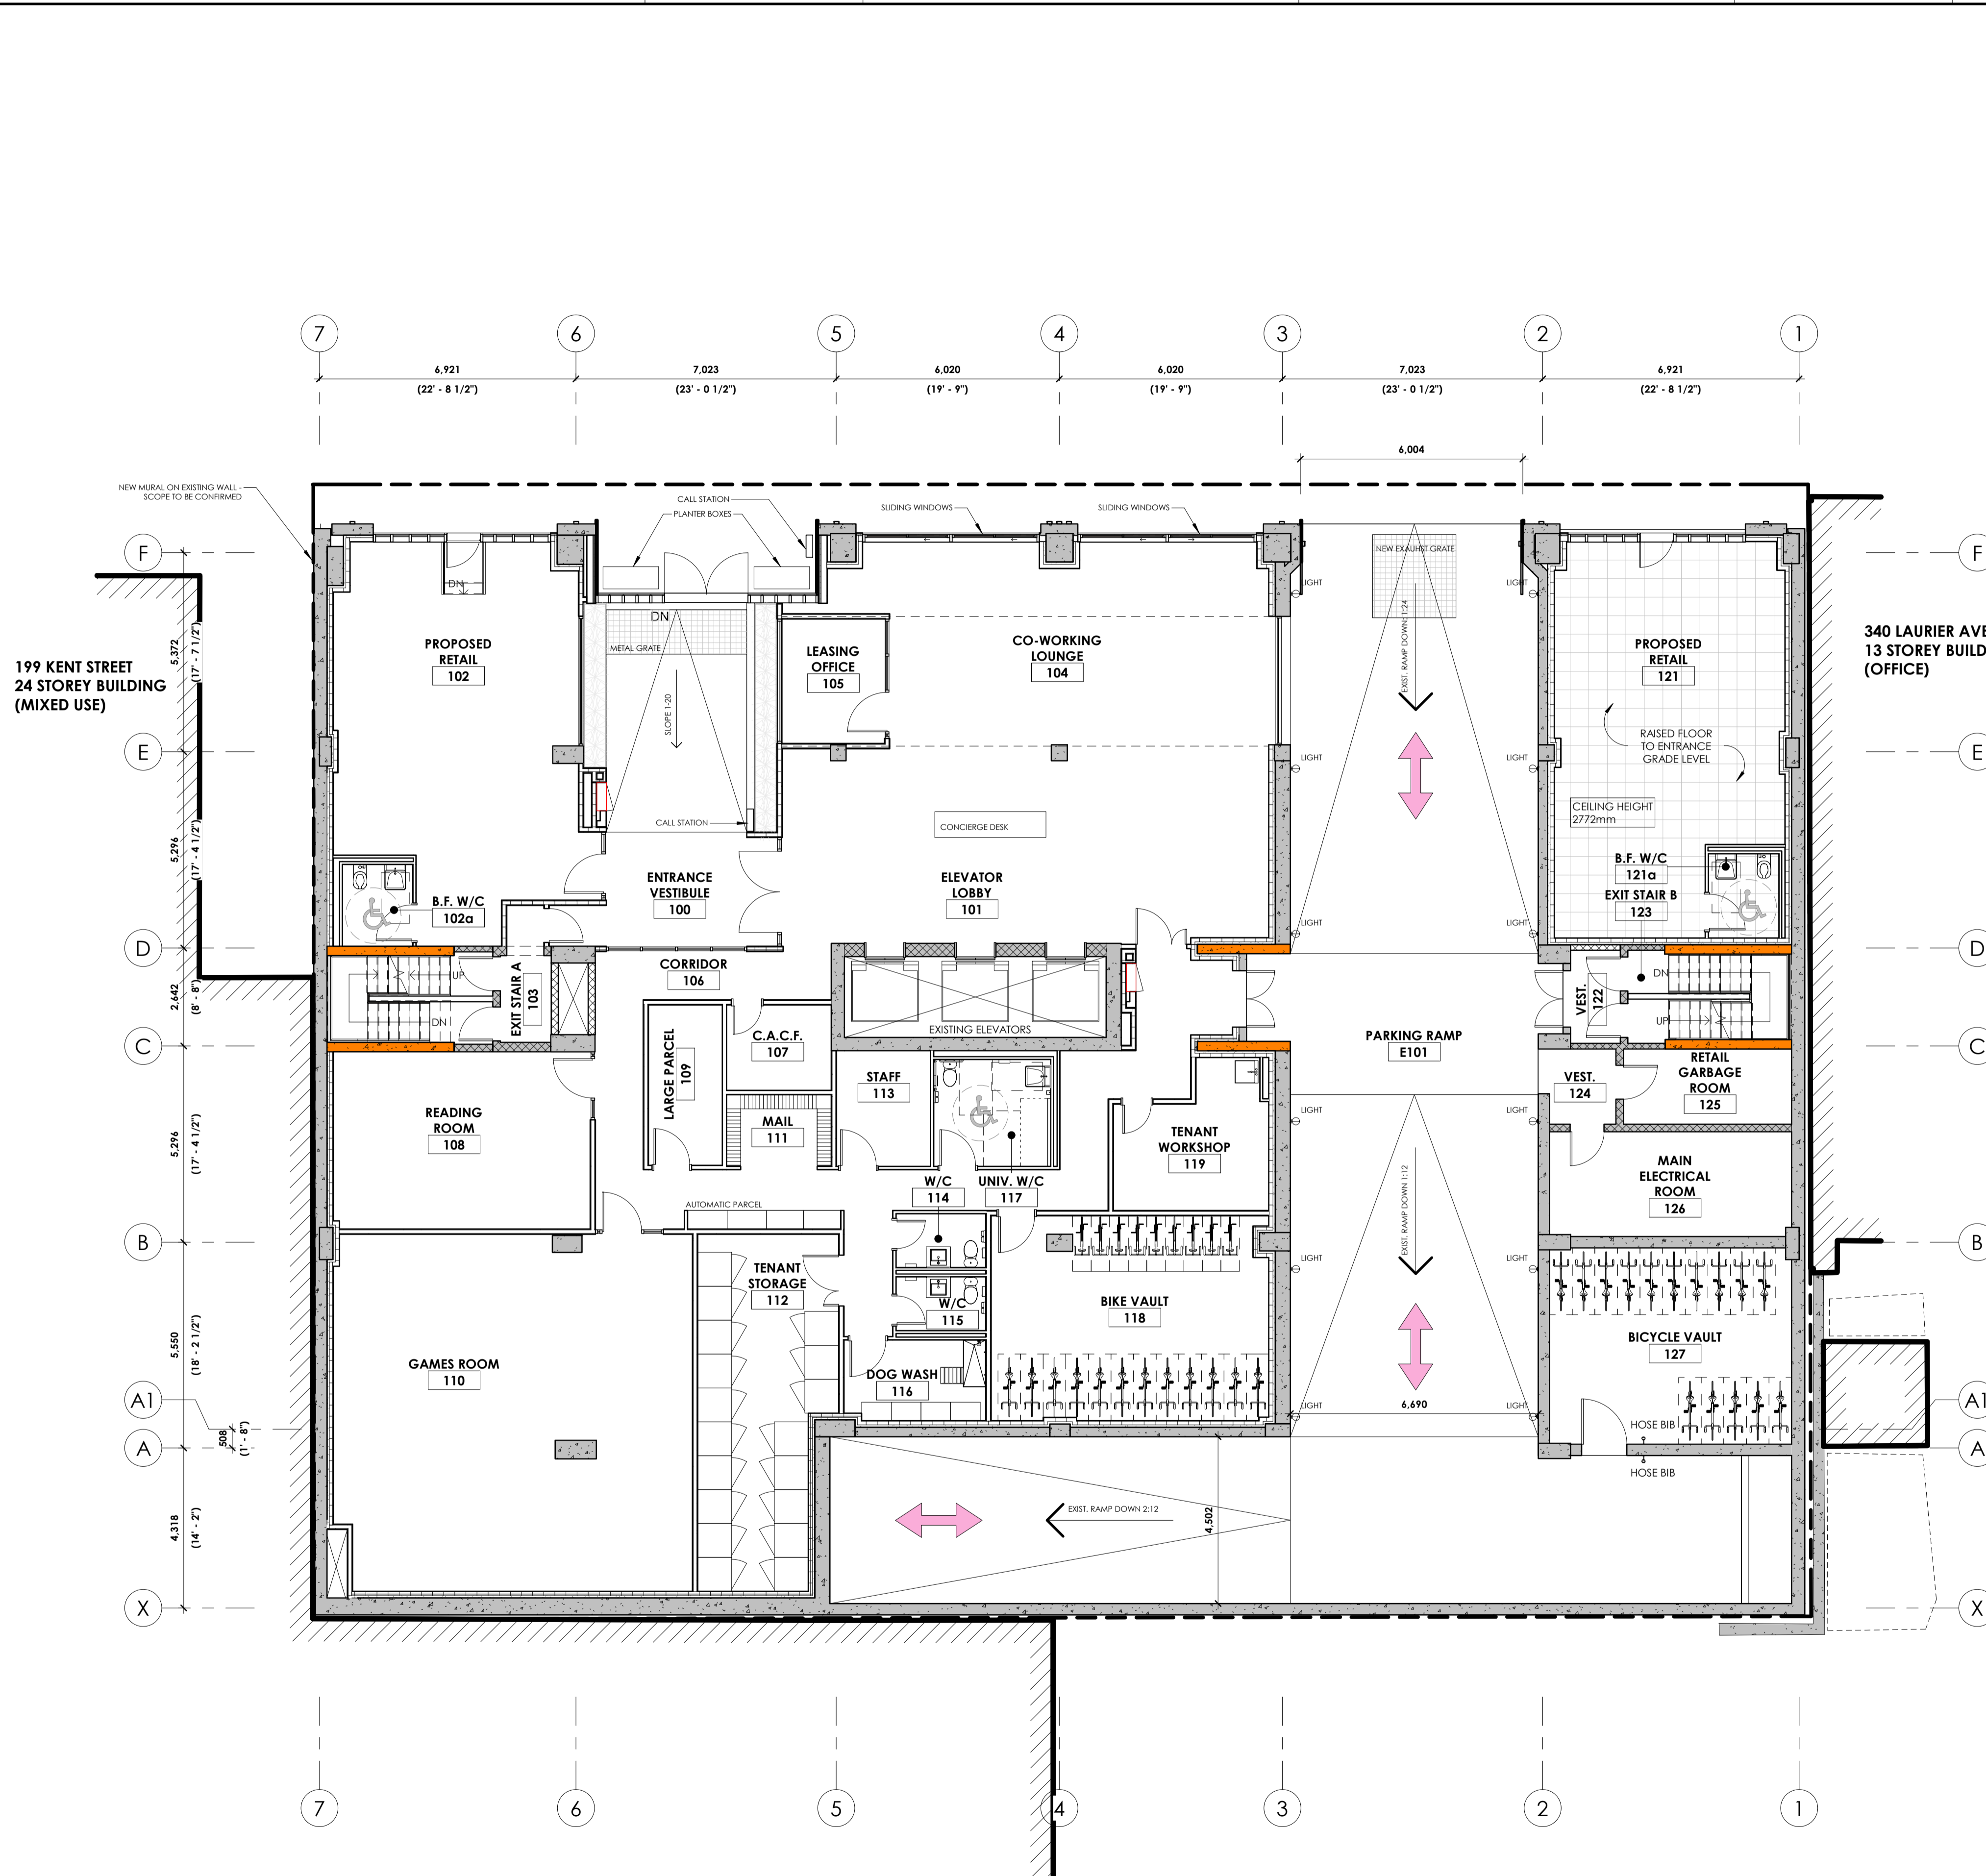 7 6 5 4 3 2 1
6,921 7,023 6,020 6,020 7,023 6,921
(22' - 8 1/2") (23' - 0 1/2") (19' - 9") (19' - 9") (23' - 0 1/2") (22' - 8 1/2")
6,004
NEW MURAL ON EXISTING WALL -
SCOPE TO BE CONFIRMED
CALL STATION
PLANTER BOXES
SLIDING WINDOWS
SLIDING WINDOWS
F
F
NEW EXAUHST GRATE
LIGHT
LIGHT
DN
DN
METAL GRATE
SLOPE 1-20
EXIST. RAMP DOWN: 1:24
5,372
(17' - 7 1/2")
199 KENT STREET
24 STOREY BUILDING
(MIXED USE)
PROPOSED
RETAIL
102
LEASING
OFFICE
105
CO-WORKING
LOUNGE
104
PROPOSED
RETAIL
121
340 LAURIER AVE
13 STOREY BUILD
(OFFICE)
RAISED FLOOR
TO ENTRANCE
GRADE LEVEL
E
E
LIGHT
LIGHT
CEILING HEIGHT
2772mm
CALL STATION
CONCIERGE DESK
5,296
(17' - 4 1/2")
B.F. W/C
102a
ENTRANCE
VESTIBULE
100
ELEVATOR
LOBBY
101
B.F. W/C
121a
EXIT STAIR B
123
LIGHT
LIGHT
D
D
2,642
(8' - 8")
UP
DN
EXIT STAIR A
103
CORRIDOR
106
EXISTING ELEVATORS
C.A.C.F.
107
LARGE PARCEL
109
PARKING RAMP
E101
VEST.
122
DN
UP
C
C
RETAIL
GARBAGE
ROOM
125
VEST.
124
STAFF
113
READING
ROOM
108
MAIL
111
TENANT
WORKSHOP
119
LIGHT
LIGHT
5,296
(17' - 4 1/2")
EXIST. RAMP DOWN 1:12
MAIN
ELECTRICAL
ROOM
126
W/C
114
UNIV. W/C
117
AUTOMATIC PARCEL
B
B
LIGHT
LIGHT
TENANT
STORAGE
112
W/C
115
BIKE VAULT
118
BICYCLE VAULT
127
5,550
(18' - 2 1/2")
GAMES ROOM
110
DOG WASH
116
A1
A1
LIGHT
6,690
LIGHT
HOSE BIB
508
(1' - 8")
A
A
HOSE BIB
4,318
(14' - 2")
EXIST. RAMP DOWN 2:12
4,502
X
X
7 6 5 4 3 2 1